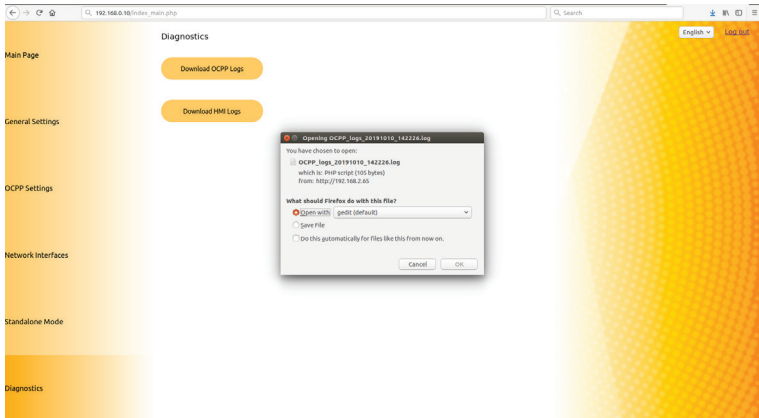 192.168.0.10/index_main.php
Search
Diagnostics
English
Log out
Main Page
Download OCPP Logs
Download HMI Logs
General Settings
Opening OCPP_logs_20191010_142226.log
You have chosen to open:
OCPP_logs_20191010_142226.log
which is: PHP script (105 bytes)
from: http://192.168.2.65
What should Firefox do with this file?
Open with gedit (default)
Save File
Do this automatically for files like this from now on.
Cancel OK
OCPP Settings
Network Interfaces
Standalone Mode
Diagnostics